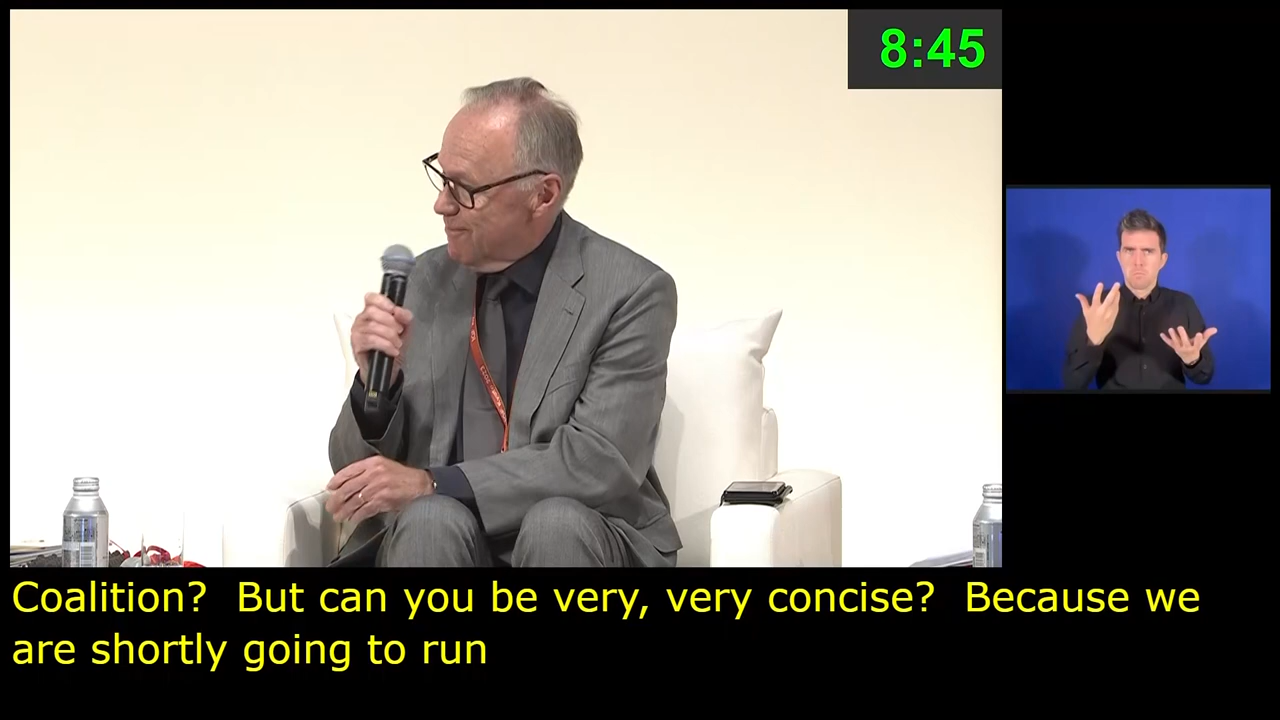 8:45
Coalition?  But can you be very, very concise?  Because we
are shortly going to run